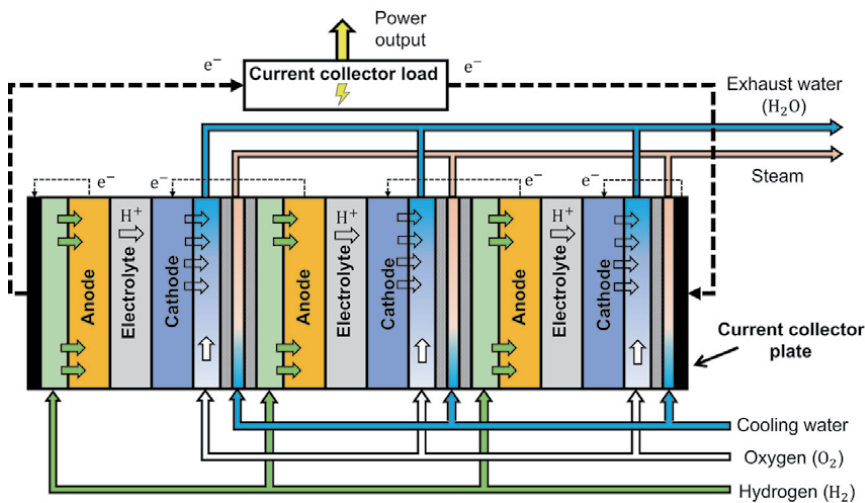 Power
output
e⁻
Current collector load
e⁻
Exhaust water
(H₂O)
Steam
e⁻
e⁻
e⁻
e⁻
H⁺
H⁺
H⁺
Anode
Electrolyte
Cathode
Anode
Electrolyte
Cathode
Anode
Electrolyte
Cathode
Current collector
plate
Cooling water
Oxygen (O₂)
Hydrogen (H₂)